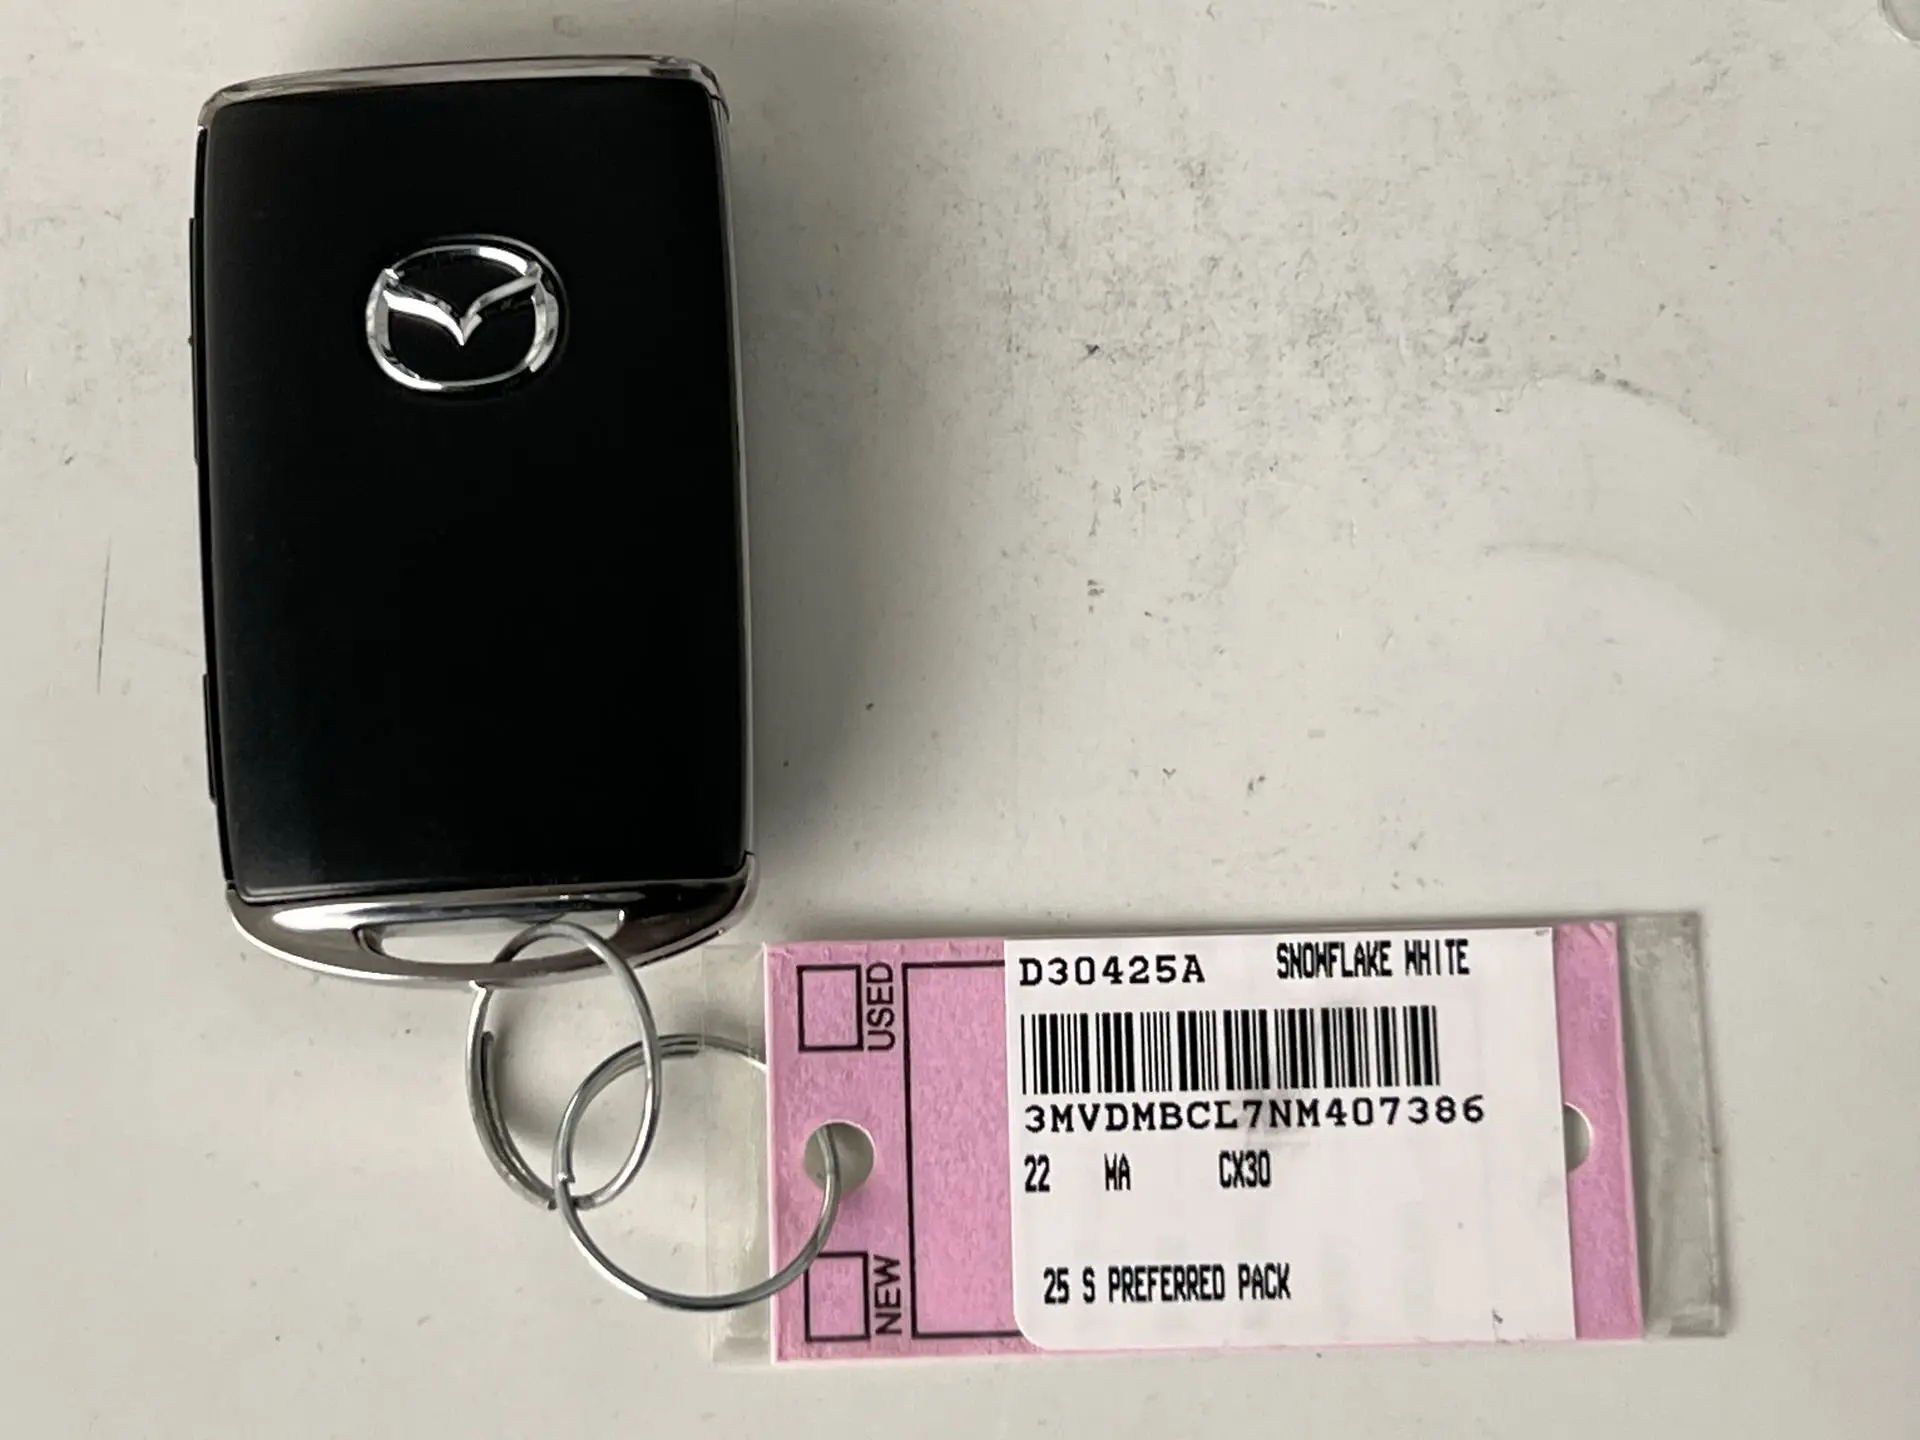 USED
NEW
D30425A SNOWFLAKE WHITE
3MVDMBCL7NM407386
22 MA CX30
25 S PREFERRED PACK